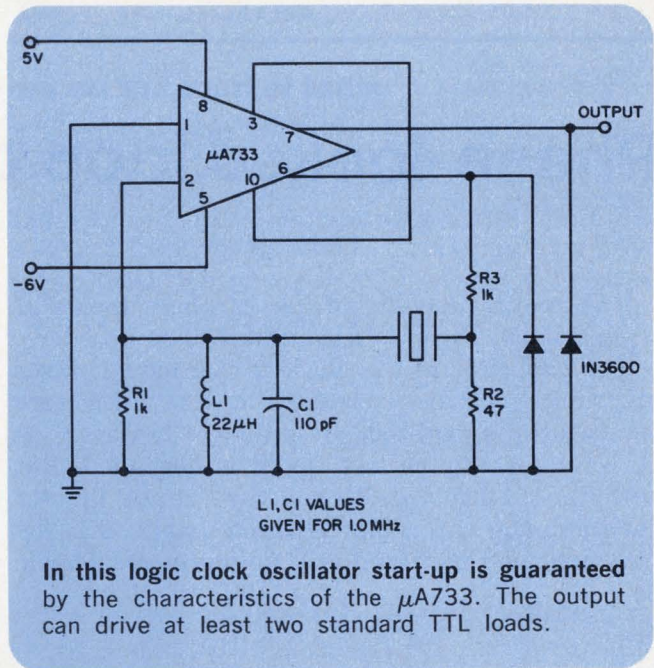 5V
8
1
3
7
OUTPUT
μA733
2
6
10
5
-6V
R3
1k
R1
1k
L1
22μH
C1
110 pF
R2
47
IN3600
L1,C1 VALUES
GIVEN FOR 1.0 MHz
In this logic clock oscillator start-up is guaranteed
by the characteristics of the μA733. The output
can drive at least two standard TTL loads.